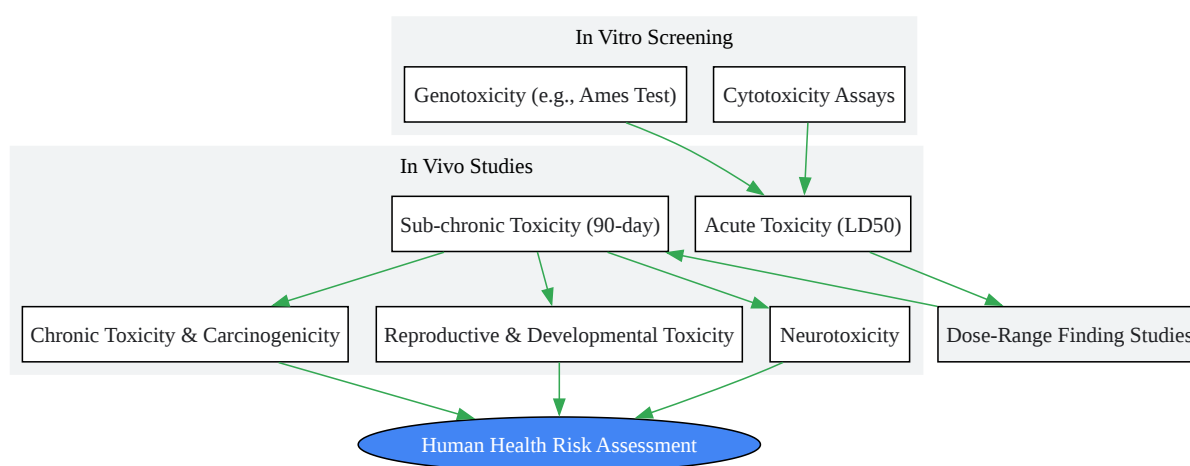 In Vitro Screening
Genotoxicity (e.g., Ames Test)
Cytotoxicity Assays
In Vivo Studies
Sub-chronic Toxicity (90-day)
Acute Toxicity (LD50)
Chronic Toxicity & Carcinogenicity
Reproductive & Developmental Toxicity
Neurotoxicity
Dose-Range Finding Studies
Human Health Risk Assessment